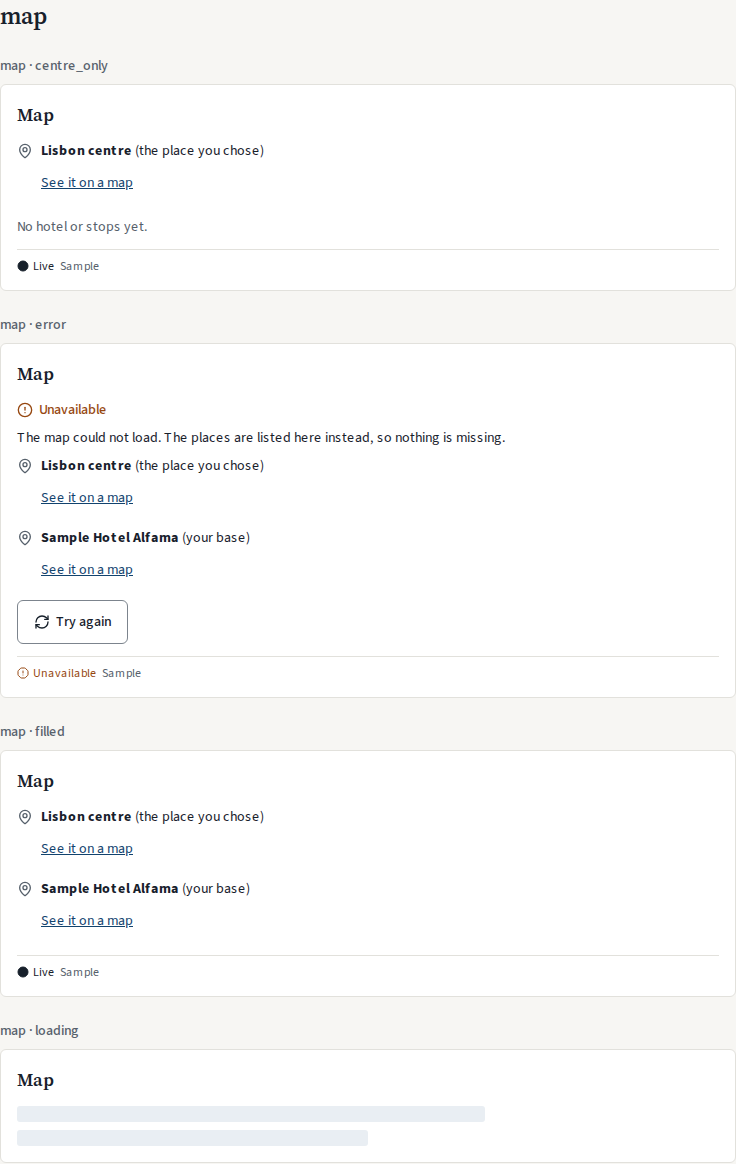 map
map · centre_only
Map
Lisbon centre (the place you chose)
See it on a map
No hotel or stops yet.
Live Sample
map · error
Map
Unavailable
The map could not load. The places are listed here instead, so nothing is missing.
Lisbon centre (the place you chose)
See it on a map
Sample Hotel Alfama (your base)
See it on a map
Try again
Unavailable Sample
map · filled
Map
Lisbon centre (the place you chose)
See it on a map
Sample Hotel Alfama (your base)
See it on a map
Live Sample
map · loading
Map